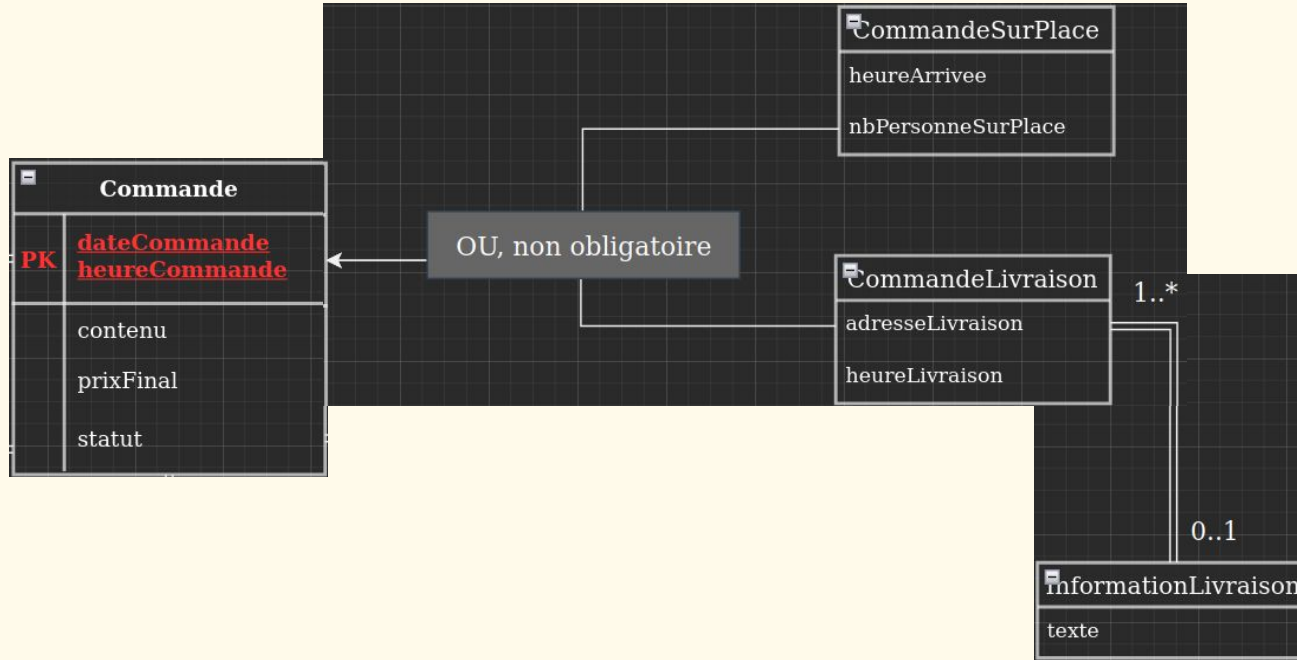 CommandeSurPlace
heureArrivee
nbPersonneSurPlace
Commande
PK
dateCommande
heureCommande
contenu
prixFinal
statut
OU, non obligatoire
CommandeLivraison
adresseLivraison
heureLivraison
1..*
0..1
InformationLivraison
texte